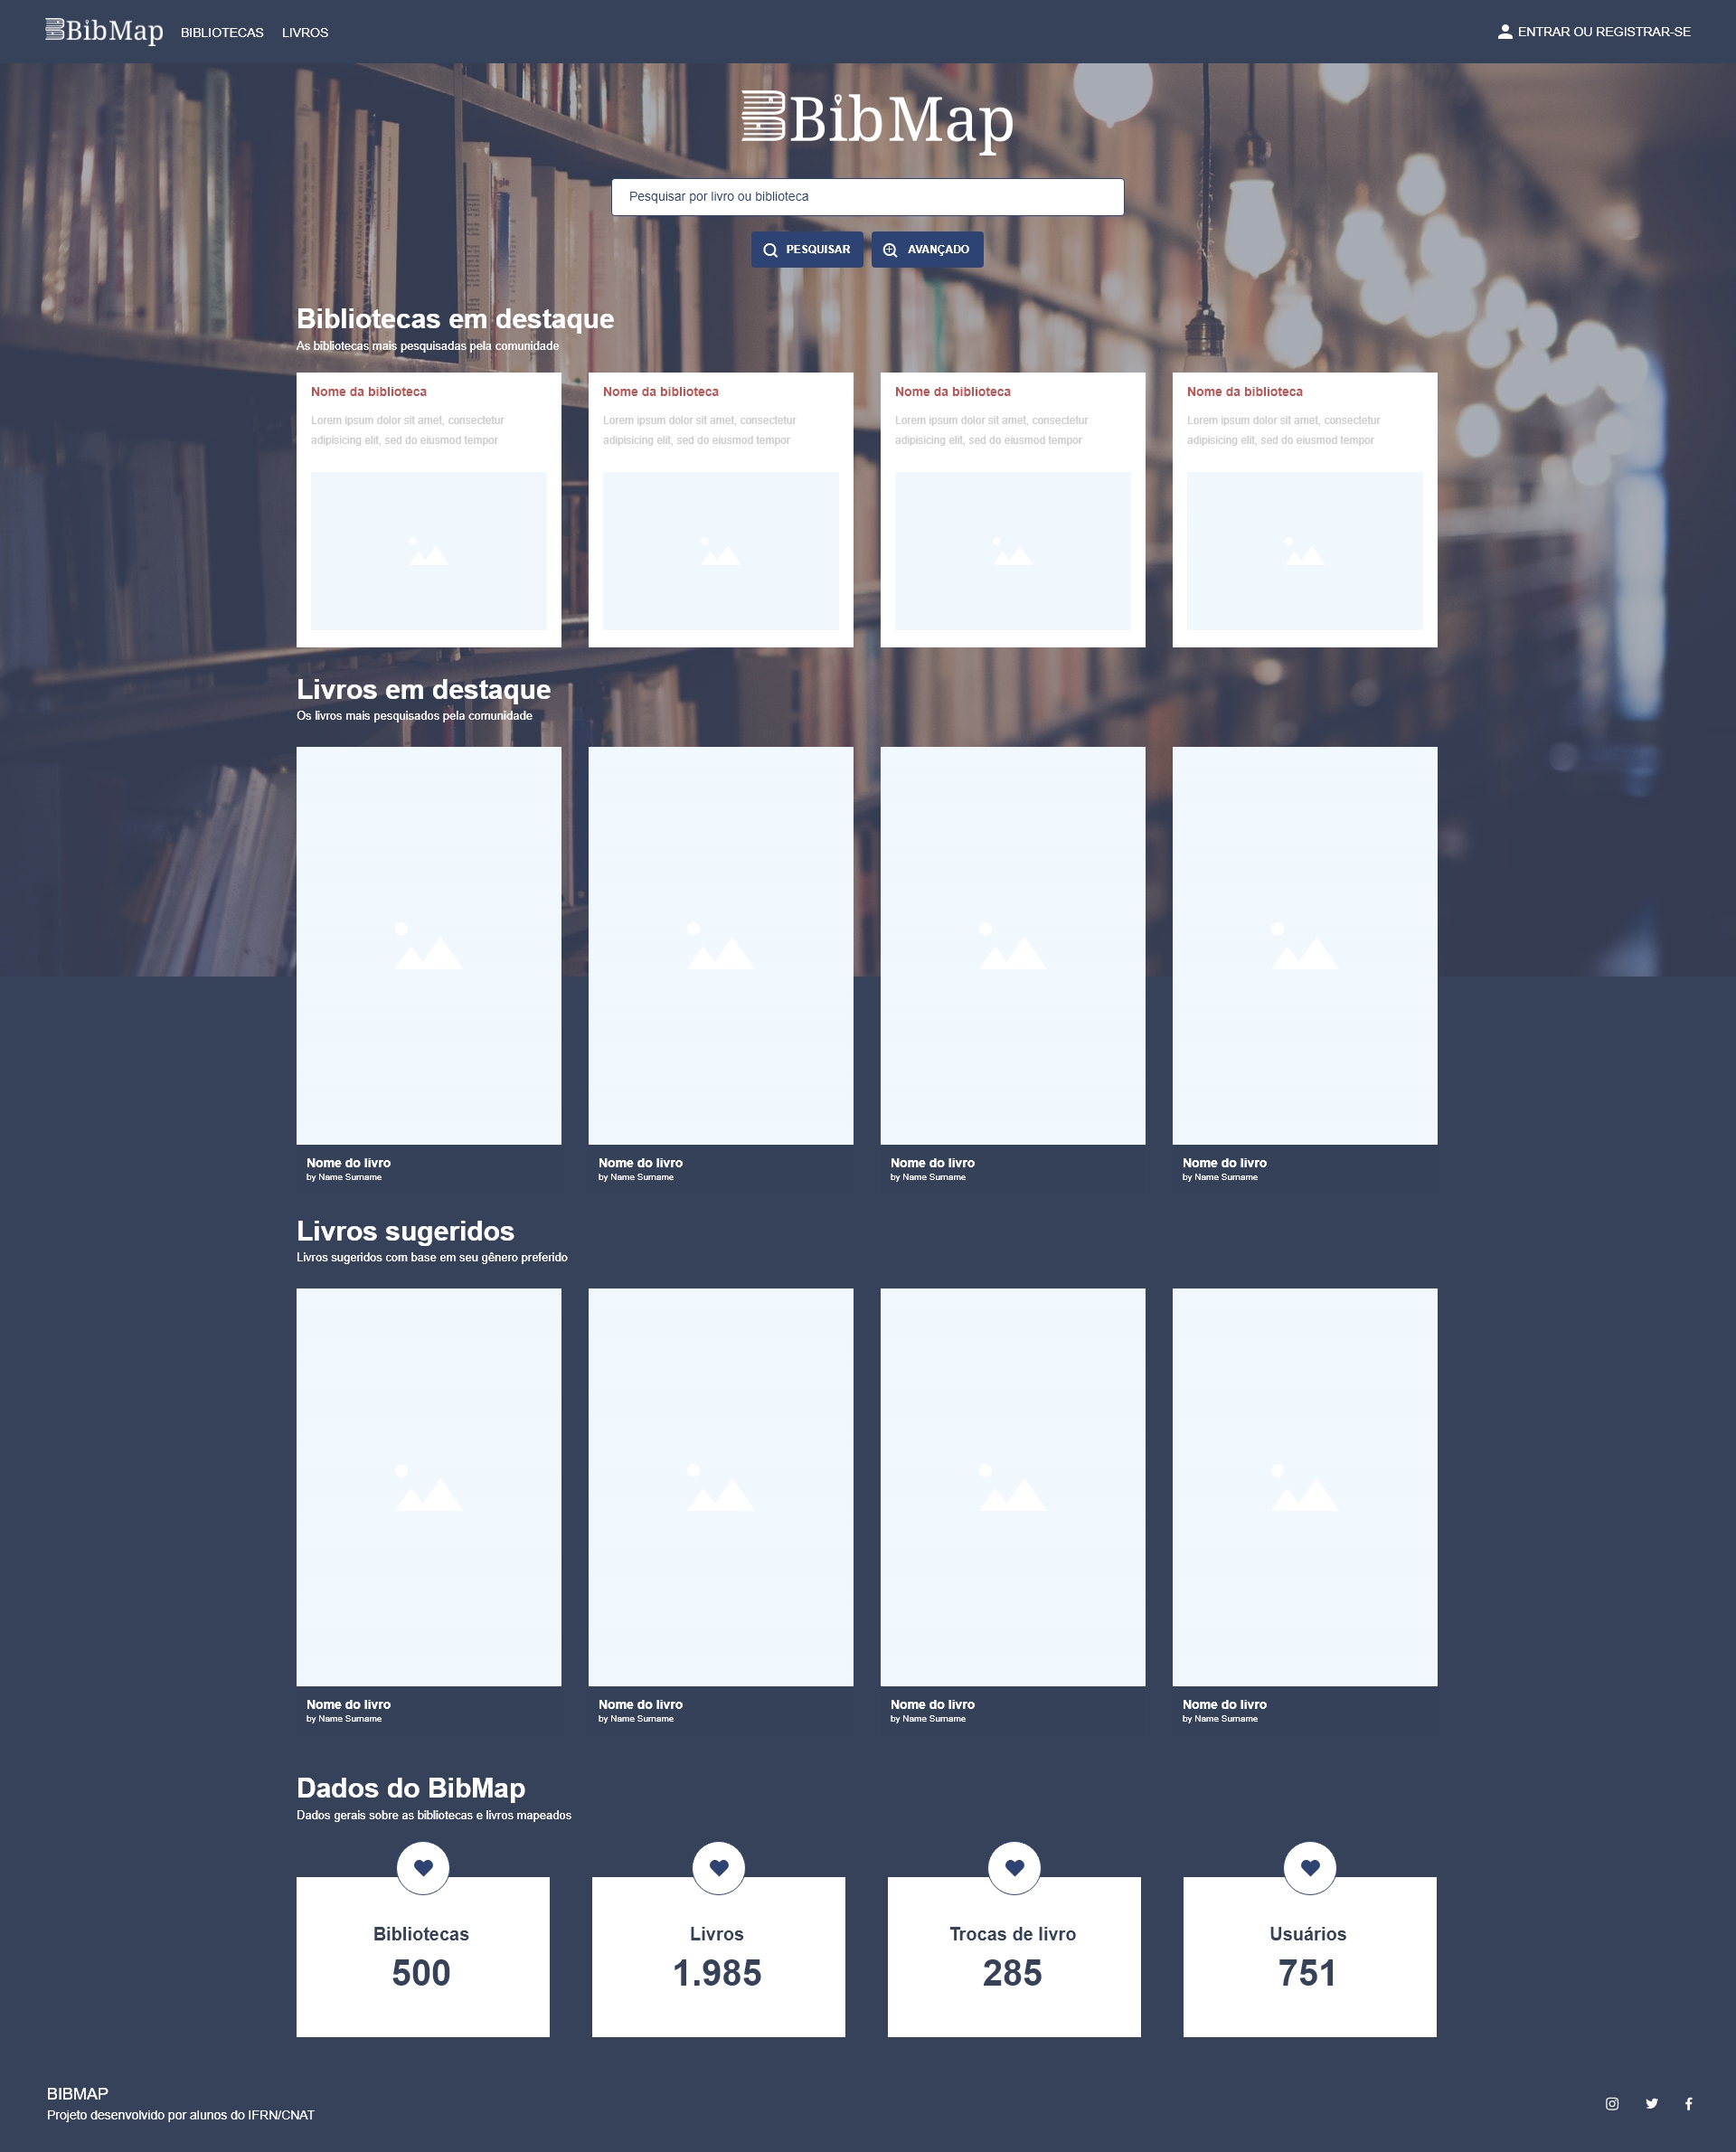 BibMap
BIBLIOTECAS
LIVROS
ENTRAR OU REGISTRAR-SE
BibMap
Pesquisar por livro ou biblioteca
PESQUISAR
AVANÇADO
Bibliotecas em destaque
As bibliotecas mais pesquisadas pela comunidade
Nome da biblioteca
Lorem ipsum dolor sit amet, consectetur
adipisicing elit, sed do eiusmod tempor
Nome da biblioteca
Lorem ipsum dolor sit amet, consectetur
adipisicing elit, sed do eiusmod tempor
Nome da biblioteca
Lorem ipsum dolor sit amet, consectetur
adipisicing elit, sed do eiusmod tempor
Nome da biblioteca
Lorem ipsum dolor sit amet, consectetur
adipisicing elit, sed do eiusmod tempor
Livros em destaque
Os livros mais pesquisados pela comunidade
Nome do livro
by Name Surname
Nome do livro
by Name Surname
Nome do livro
by Name Surname
Nome do livro
by Name Surname
Livros sugeridos
Livros sugeridos com base em seu gênero preferido
Nome do livro
by Name Surname
Nome do livro
by Name Surname
Nome do livro
by Name Surname
Nome do livro
by Name Surname
Dados do BibMap
Dados gerais sobre as bibliotecas e livros mapeados
Bibliotecas
500
Livros
1.985
Trocas de livro
285
Usuários
751
BIBMAP
Projeto desenvolvido por alunos do IFRN/CNAT